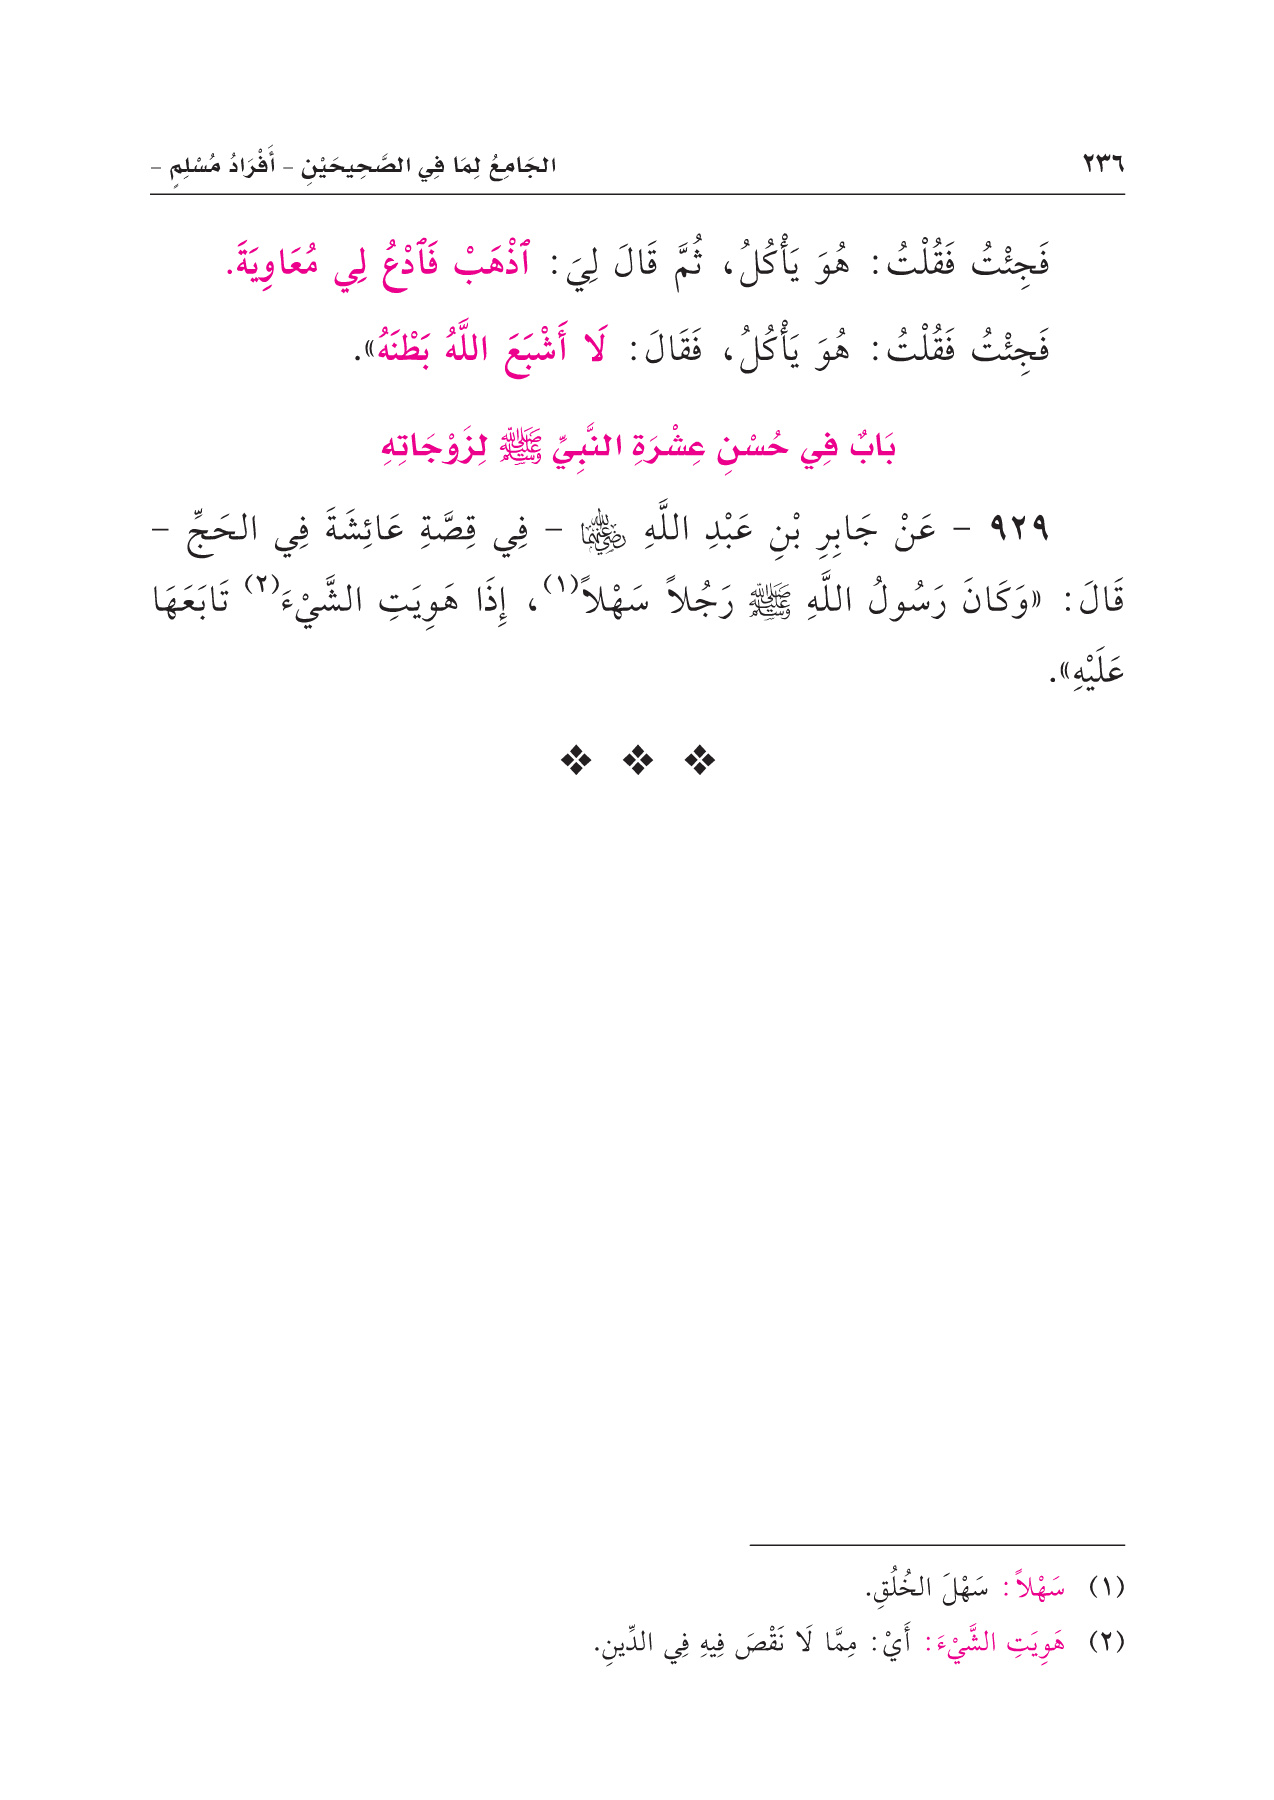 ٢٣٦ الجَامِعُ لِمَا فِي الصَّحِيحَيْنِ – أَفْرَادُ مُسْلِمٍ –
فَجِئْتُ فَقُلْتُ: هُوَ يَأْكُلُ، ثُمَّ قَالَ لِيَ: ٱذْهَبْ فَٱدْعُ لِي مُعَاوِيَةَ.
فَجِئْتُ فَقُلْتُ: هُوَ يَأْكُلُ، فَقَالَ: لَا أَشْبَعَ اللَّهُ بَطْنَهُ».
بَابٌ فِي حُسْنِ عِشْرَةِ النَّبِيِّ ﷺ لِزَوْجَاتِهِ
٩٢٩ – عَنْ جَابِرِ بْنِ عَبْدِ اللَّهِ رضي الله عنهما – فِي قِصَّةِ عَائِشَةَ فِي الحَجِّ –
قَالَ: «وَكَانَ رَسُولُ اللَّهِ ﷺ رَجُلاً سَهْلاً(١)، إِذَا هَوِيَتِ الشَّيْءَ(٢) تَابَعَهَا
عَلَيْهِ».
(١) سَهْلاً: سَهْلَ الخُلُقِ.
(٢) هَوِيَتِ الشَّيْءَ: أَيْ: مِمَّا لَا نَقْصَ فِيهِ فِي الدِّينِ.